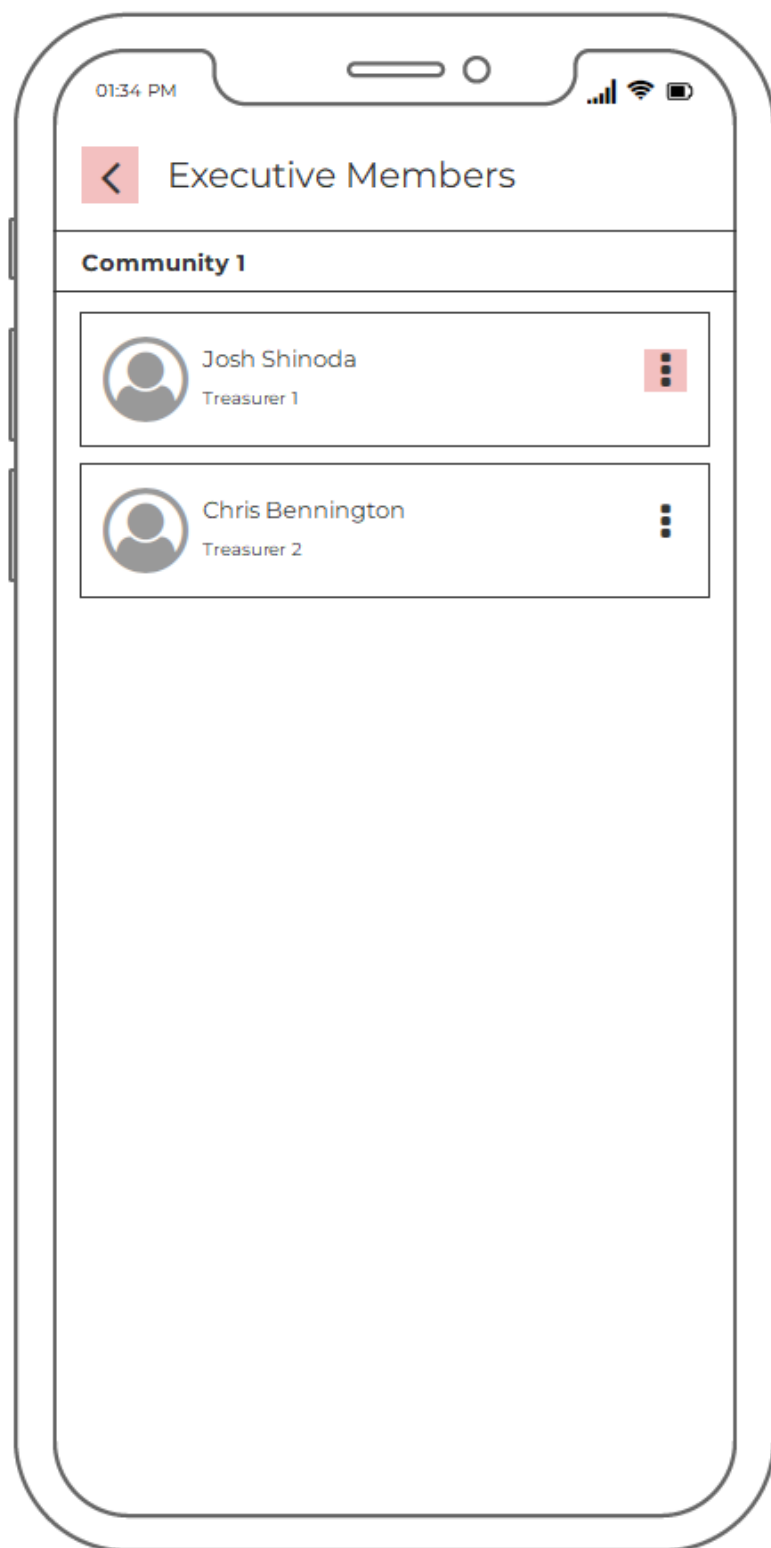 01:34 PM
Executive Members
Community 1
Josh Shinoda
Treasurer 1
Chris Bennington
Treasurer 2